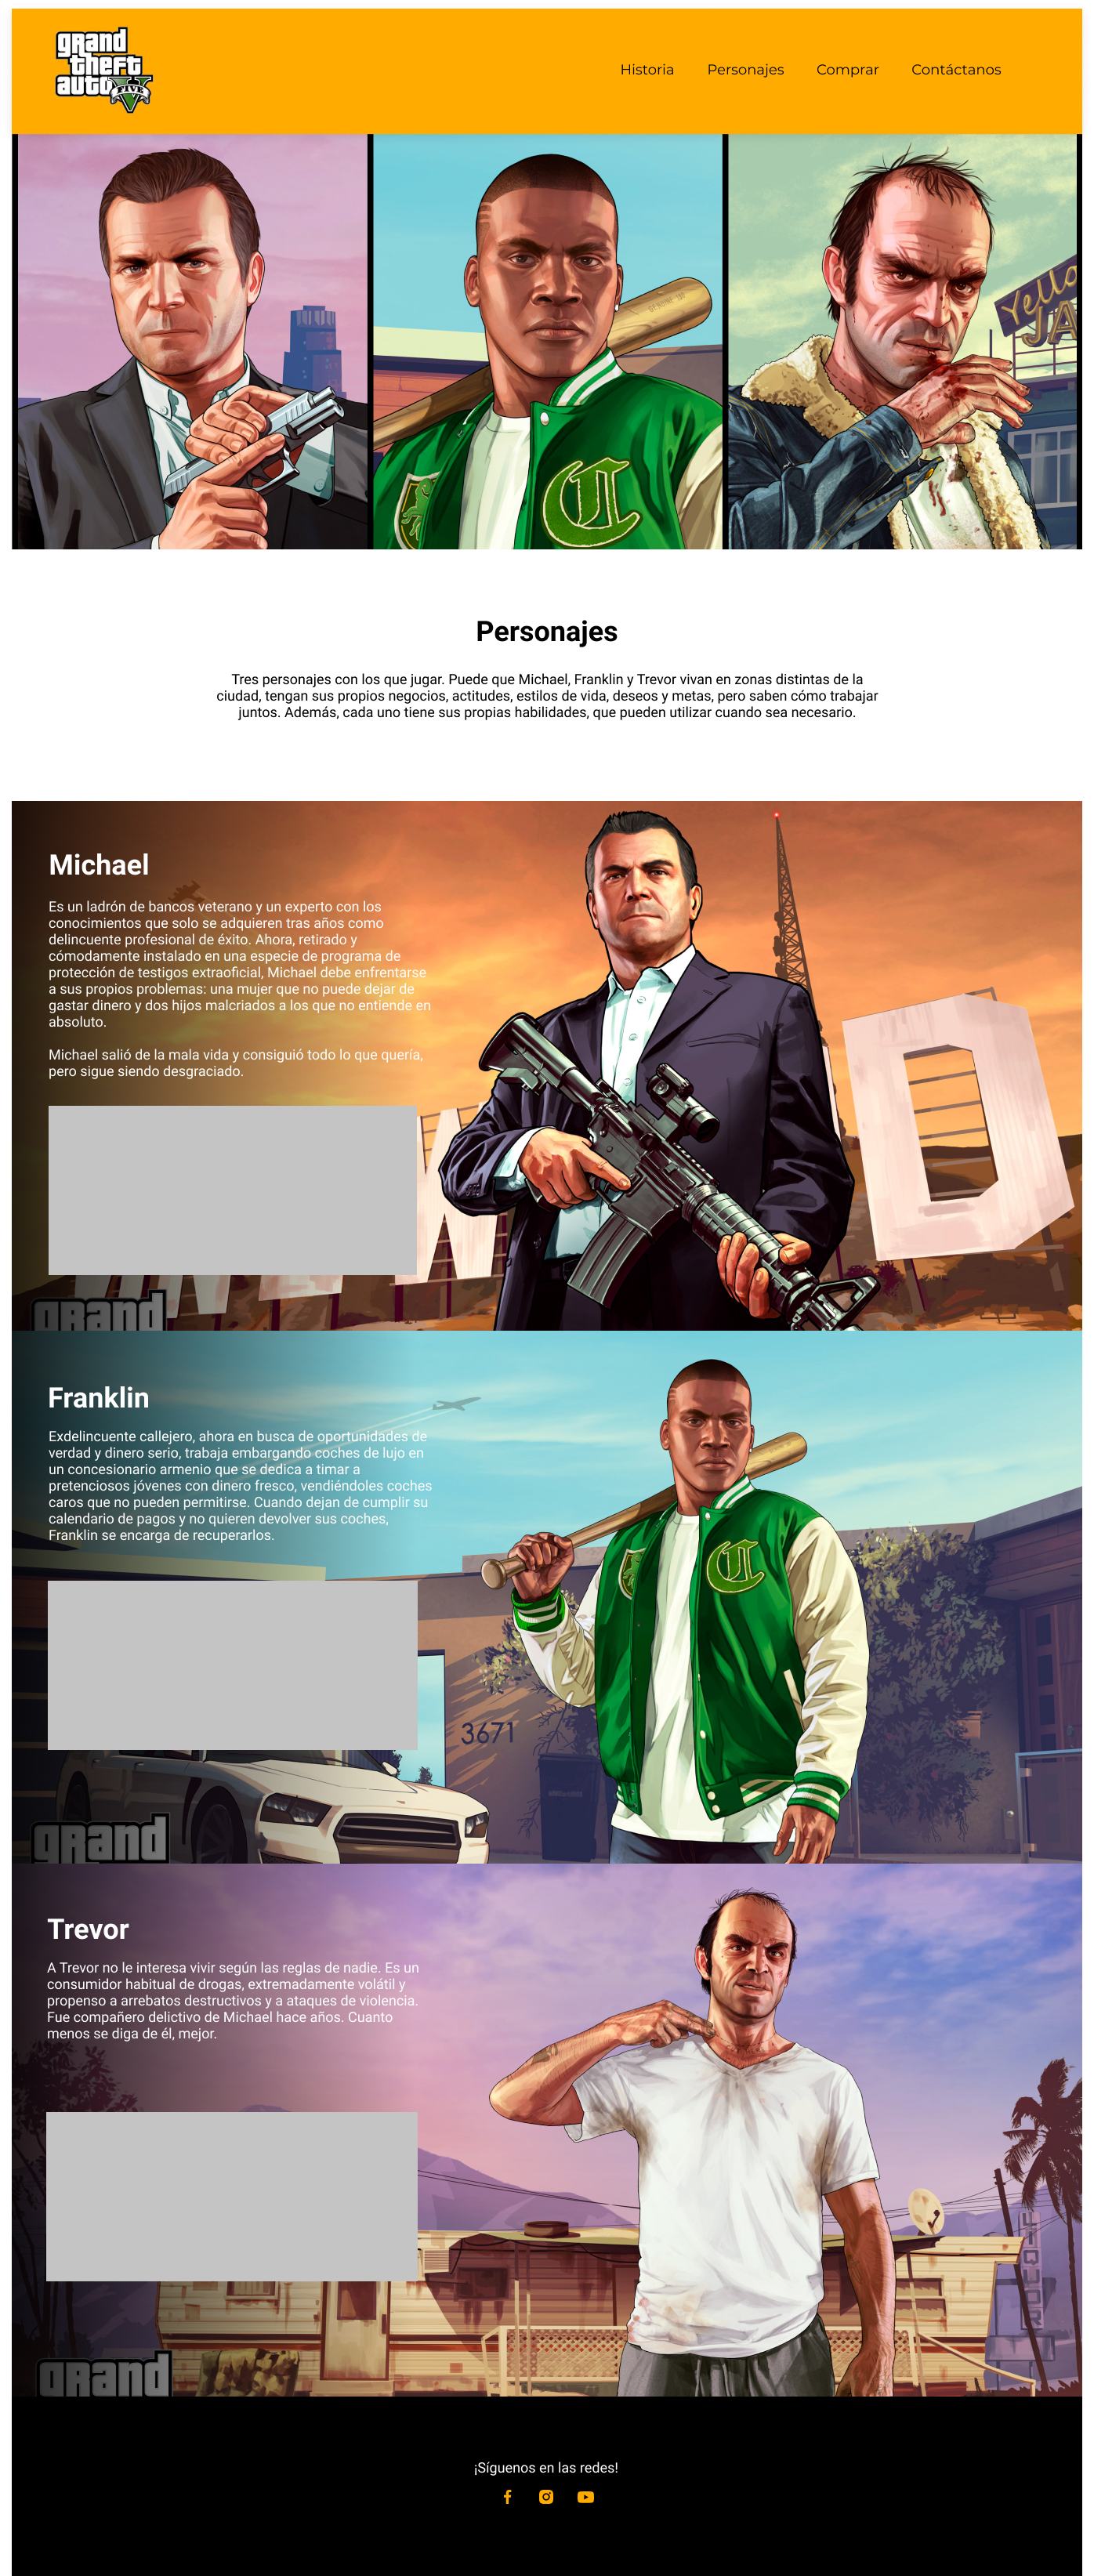 grand
theft
auto V
FIVE
Historia Personajes Comprar Contáctanos
GENUINE
Yello
JA
C
Personajes
Tres personajes con los que jugar. Puede que Michael, Franklin y Trevor vivan en zonas distintas de la
ciudad, tengan sus propios negocios, actitudes, estilos de vida, deseos y metas, pero saben cómo trabajar
juntos. Además, cada uno tiene sus propias habilidades, que pueden utilizar cuando sea necesario.
Michael
Es un ladrón de bancos veterano y un experto con los
conocimientos que solo se adquieren tras años como
delincuente profesional de éxito. Ahora, retirado y
cómodamente instalado en una especie de programa de
protección de testigos extraoficial, Michael debe enfrentarse
a sus propios problemas: una mujer que no puede dejar de
gastar dinero y dos hijos malcriados a los que no entiende en
absoluto.
Michael salió de la mala vida y consiguió todo lo que quería,
pero sigue siendo desgraciado.
W D
grand
Franklin
Exdelincuente callejero, ahora en busca de oportunidades de
verdad y dinero serio, trabaja embargando coches de lujo en
un concesionario armenio que se dedica a timar a
pretenciosos jóvenes con dinero fresco, vendiéndoles coches
caros que no pueden permitirse. Cuando dejan de cumplir su
calendario de pagos y no quieren devolver sus coches,
Franklin se encarga de recuperarlos.
C
3671
grand
Trevor
A Trevor no le interesa vivir según las reglas de nadie. Es un
consumidor habitual de drogas, extremadamente volátil y
propenso a arrebatos destructivos y a ataques de violencia.
Fue compañero delictivo de Michael hace años. Cuanto
menos se diga de él, mejor.
LIQUOR
grand
¡Síguenos en las redes!